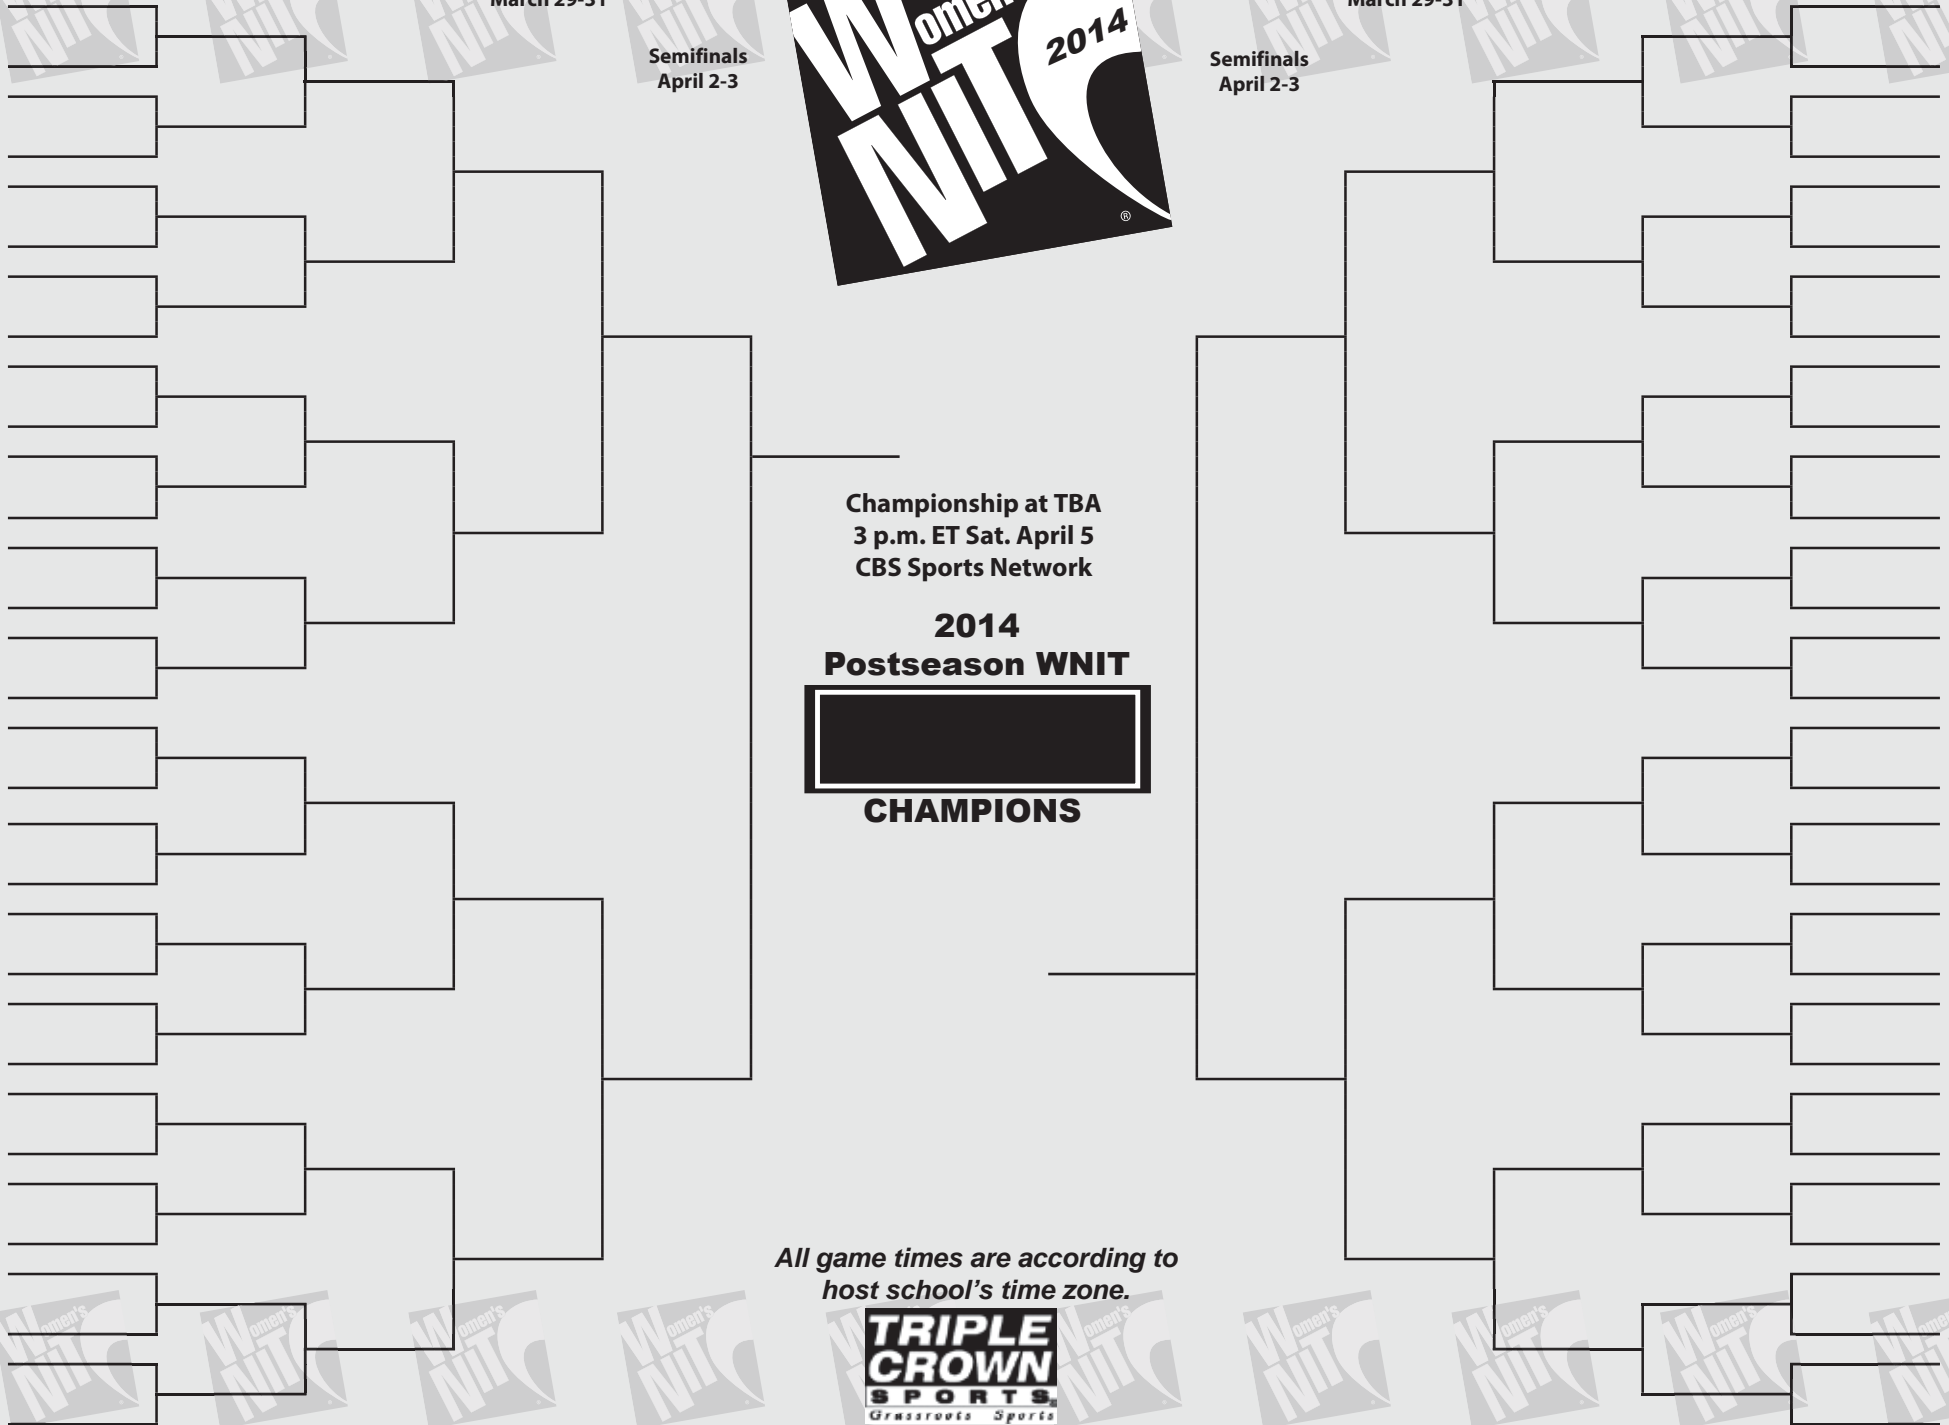 March 29-31
March 29-31
Women's
NIT
2014
®
Semifinals
April 2-3
Semifinals
April 2-3
Championship at TBA
3 p.m. ET Sat. April 5
CBS Sports Network
2014
Postseason WNIT
CHAMPIONS
All game times are according to
host school's time zone.
TRIPLE
CROWN
SPORTS
Grassroots Sports